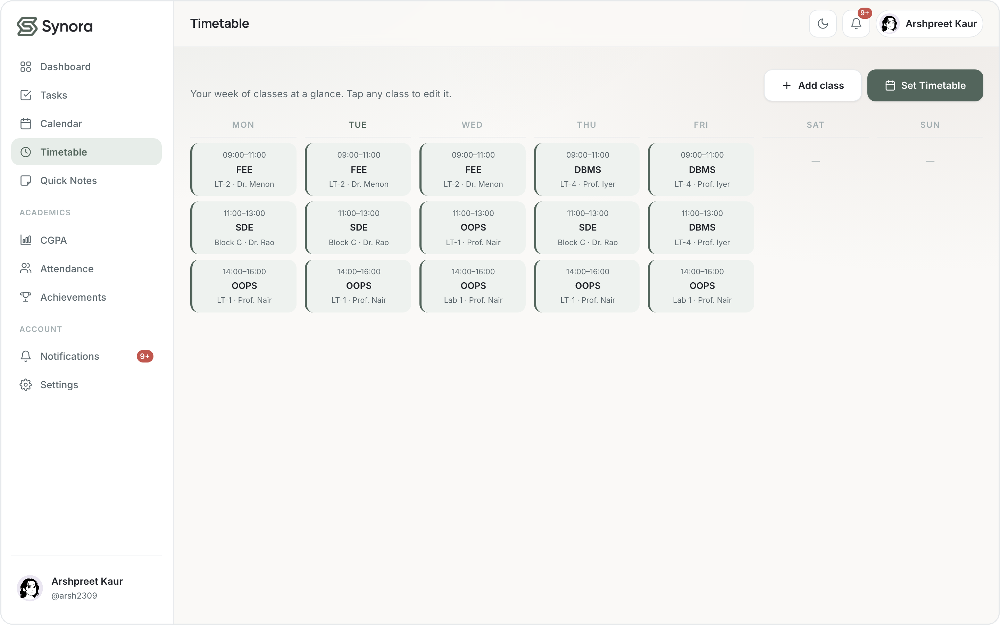 Synora
Dashboard
Tasks
Calendar
Timetable
Quick Notes
ACADEMICS
CGPA
Attendance
Achievements
ACCOUNT
Notifications 9+
Settings
Arshpreet Kaur
@arsh2309
Timetable
9+
Arshpreet Kaur
Your week of classes at a glance. Tap any class to edit it.
+ Add class
Set Timetable
MON TUE WED THU FRI SAT SUN
09:00–11:00 09:00–11:00 09:00–11:00 09:00–11:00 09:00–11:00 — —
FEE FEE FEE DBMS DBMS
LT-2 · Dr. Menon LT-2 · Dr. Menon LT-2 · Dr. Menon LT-4 · Prof. Iyer LT-4 · Prof. Iyer
11:00–13:00 11:00–13:00 11:00–13:00 11:00–13:00 11:00–13:00
SDE SDE OOPS SDE DBMS
Block C · Dr. Rao Block C · Dr. Rao LT-1 · Prof. Nair Block C · Dr. Rao LT-4 · Prof. Iyer
14:00–16:00 14:00–16:00 14:00–16:00 14:00–16:00 14:00–16:00
OOPS OOPS OOPS OOPS OOPS
LT-1 · Prof. Nair LT-1 · Prof. Nair Lab 1 · Prof. Nair LT-1 · Prof. Nair Lab 1 · Prof. Nair